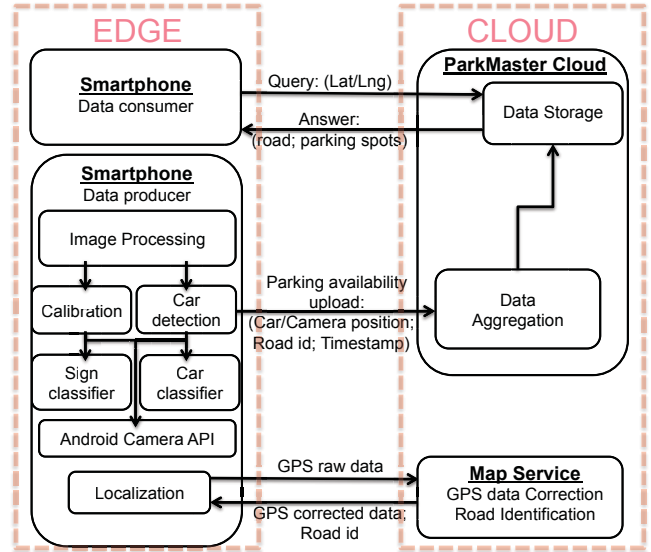 EDGE
CLOUD
Smartphone
Data consumer
Query: (Lat/Lng)
Answer:
(road; parking spots)
ParkMaster Cloud
Data Storage
Smartphone
Data producer
Image Processing
Calibration
Car
detection
Sign
classifier
Car
classifier
Android Camera API
Localization
Parking availability
upload:
(Car/Camera position;
Road id; Timestamp)
Data
Aggregation
GPS raw data
GPS corrected data;
Road id
Map Service
GPS data Correction
Road Identification